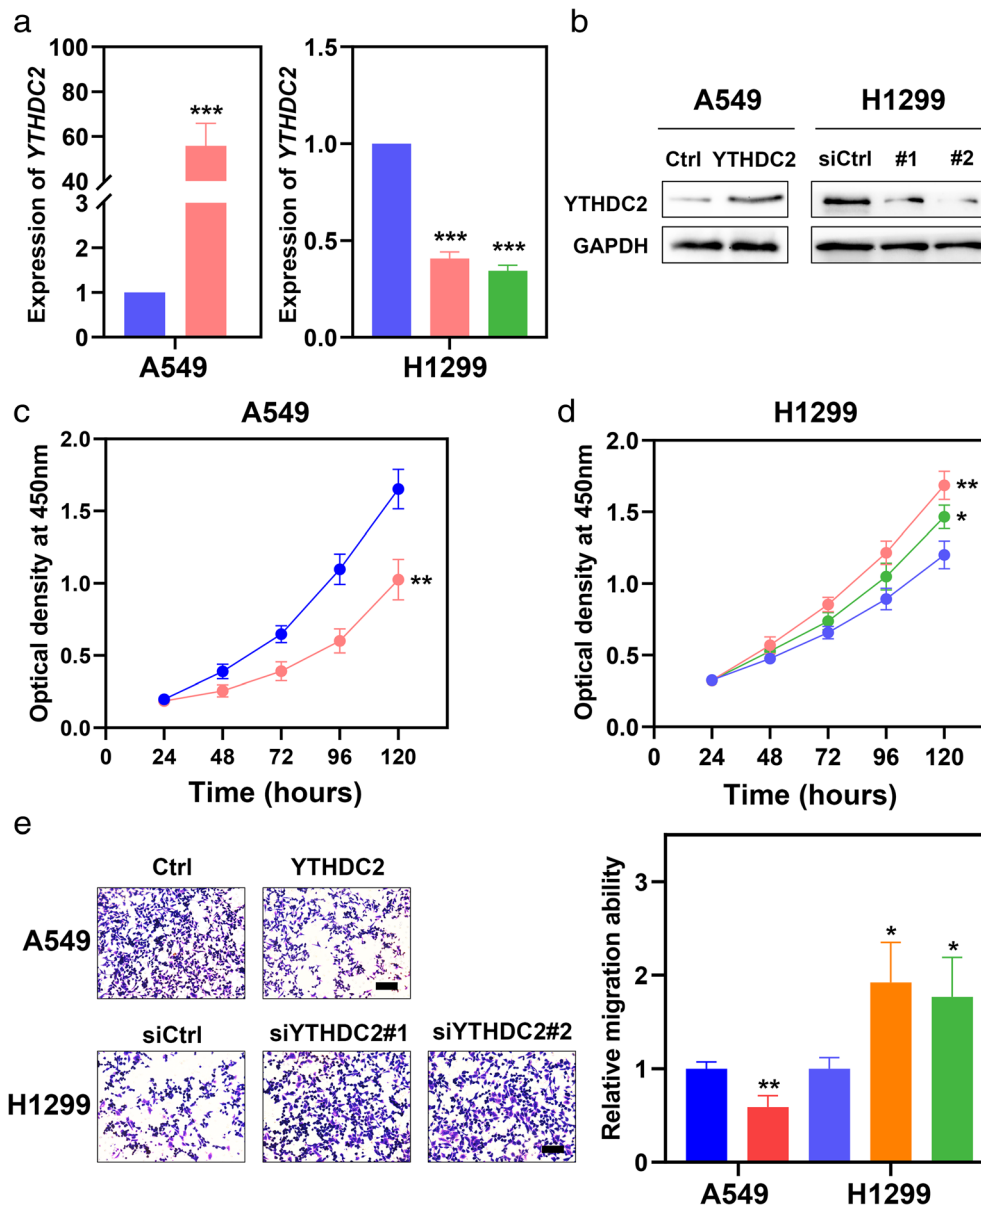 a
Expression of YTHDC2
100
80
60
40
3
2
1
0
***
A549
Expression of YTHDC2
1.5
1.0
0.5
0.0
***
***
H1299
b
A549
H1299
Ctrl
YTHDC2
siCtrl
#1
#2
YTHDC2
GAPDH
c
A549
Optical density at 450nm
2.0
1.5
1.0
0.5
0.0
**
0
24
48
72
96
120
Time (hours)
d
H1299
Optical density at 450nm
2.0
1.5
1.0
0.5
0.0
**
*
0
24
48
72
96
120
Time (hours)
e
Ctrl
YTHDC2
A549
siCtrl
siYTHDC2#1
siYTHDC2#2
H1299
Relative migration ability
3
2
1
0
**
*
*
A549
H1299